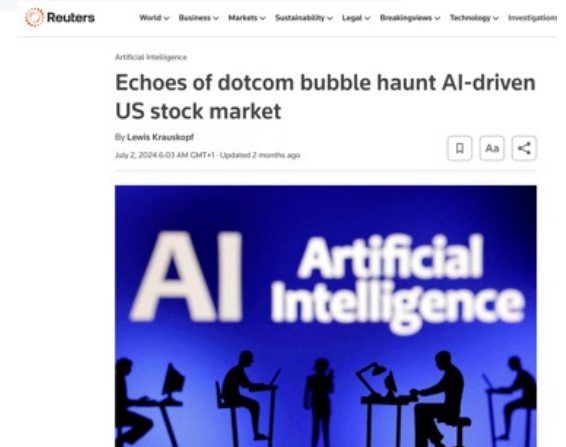 Reuters
World Business Markets Sustainability Legal Breakingviews Technology Investigations
Artificial Intelligence
Echoes of dotcom bubble haunt AI-driven
US stock market
By Lewis Krauskopf
July 2, 2024 6:03 AM GMT+1 · Updated 2 months ago
Aa
AI Artificial
Intelligence